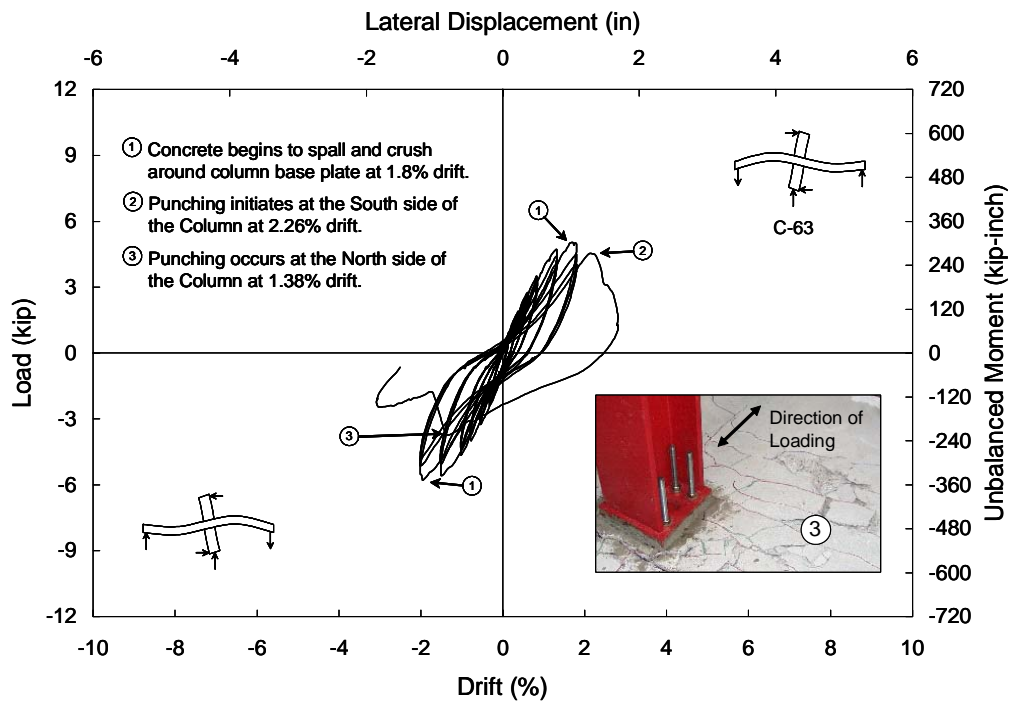 Lateral Displacement (in)
-6 -4 -2 0 2 4 6
12 720
9 600
6 480
3 360
0 240
-3 120
-6 0
-9 -120
-12 -240
-360
-480
-600
-720
Load (kip)
Unbalanced Moment (kip-inch)
1 Concrete begins to spall and crush
around column base plate at 1.8% drift.
2 Punching initiates at the South side of
the Column at 2.26% drift.
3 Punching occurs at the North side of
the Column at 1.38% drift.
C-63
1
2
3
1
Direction of
Loading
3
-10 -8 -6 -4 -2 0 2 4 6 8 10
Drift (%)